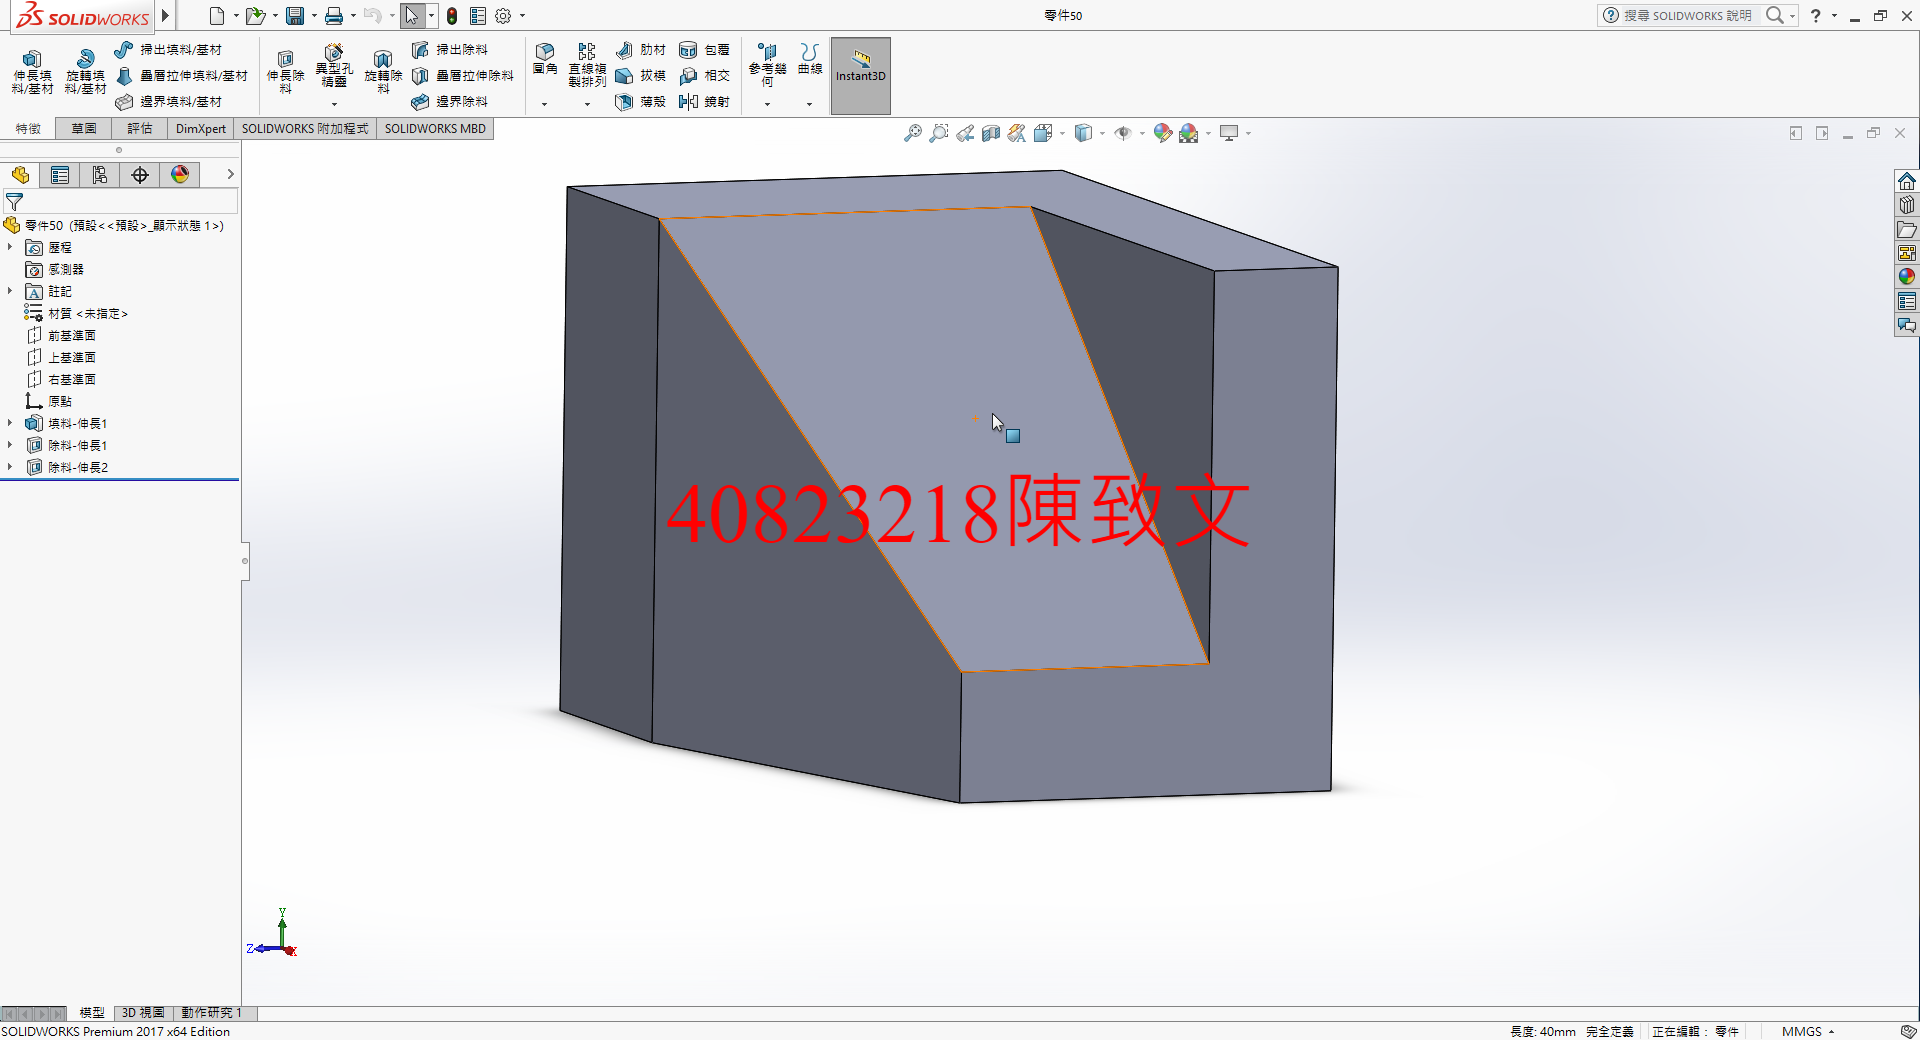 SOLIDWORKS
零件50
搜尋 SOLIDWORKS 說明
伸長填料/基材
旋轉填料/基材
掃出填料/基材
疊層拉伸填料/基材
邊界填料/基材
伸長除料
異型孔精靈
旋轉除料
掃出除料
疊層拉伸除料
邊界除料
圓角
直線複製排列
肋材
拔模
薄殼
包覆
相交
鏡射
參考幾何
曲線
Instant3D
特徵
草圖
評估
DimXpert
SOLIDWORKS 附加程式
SOLIDWORKS MBD
零件50 (預設<<預設>_顯示狀態 1>)
歷程
感測器
註記
材質 <未指定>
前基準面
上基準面
右基準面
原點
填料-伸長1
除料-伸長1
除料-伸長2
40823218陳致文
Y
Z
X
模型
3D 視圖
動作研究 1
SOLIDWORKS Premium 2017 x64 Edition
長度: 40mm 完全定義 正在編輯： 零件 MMGS